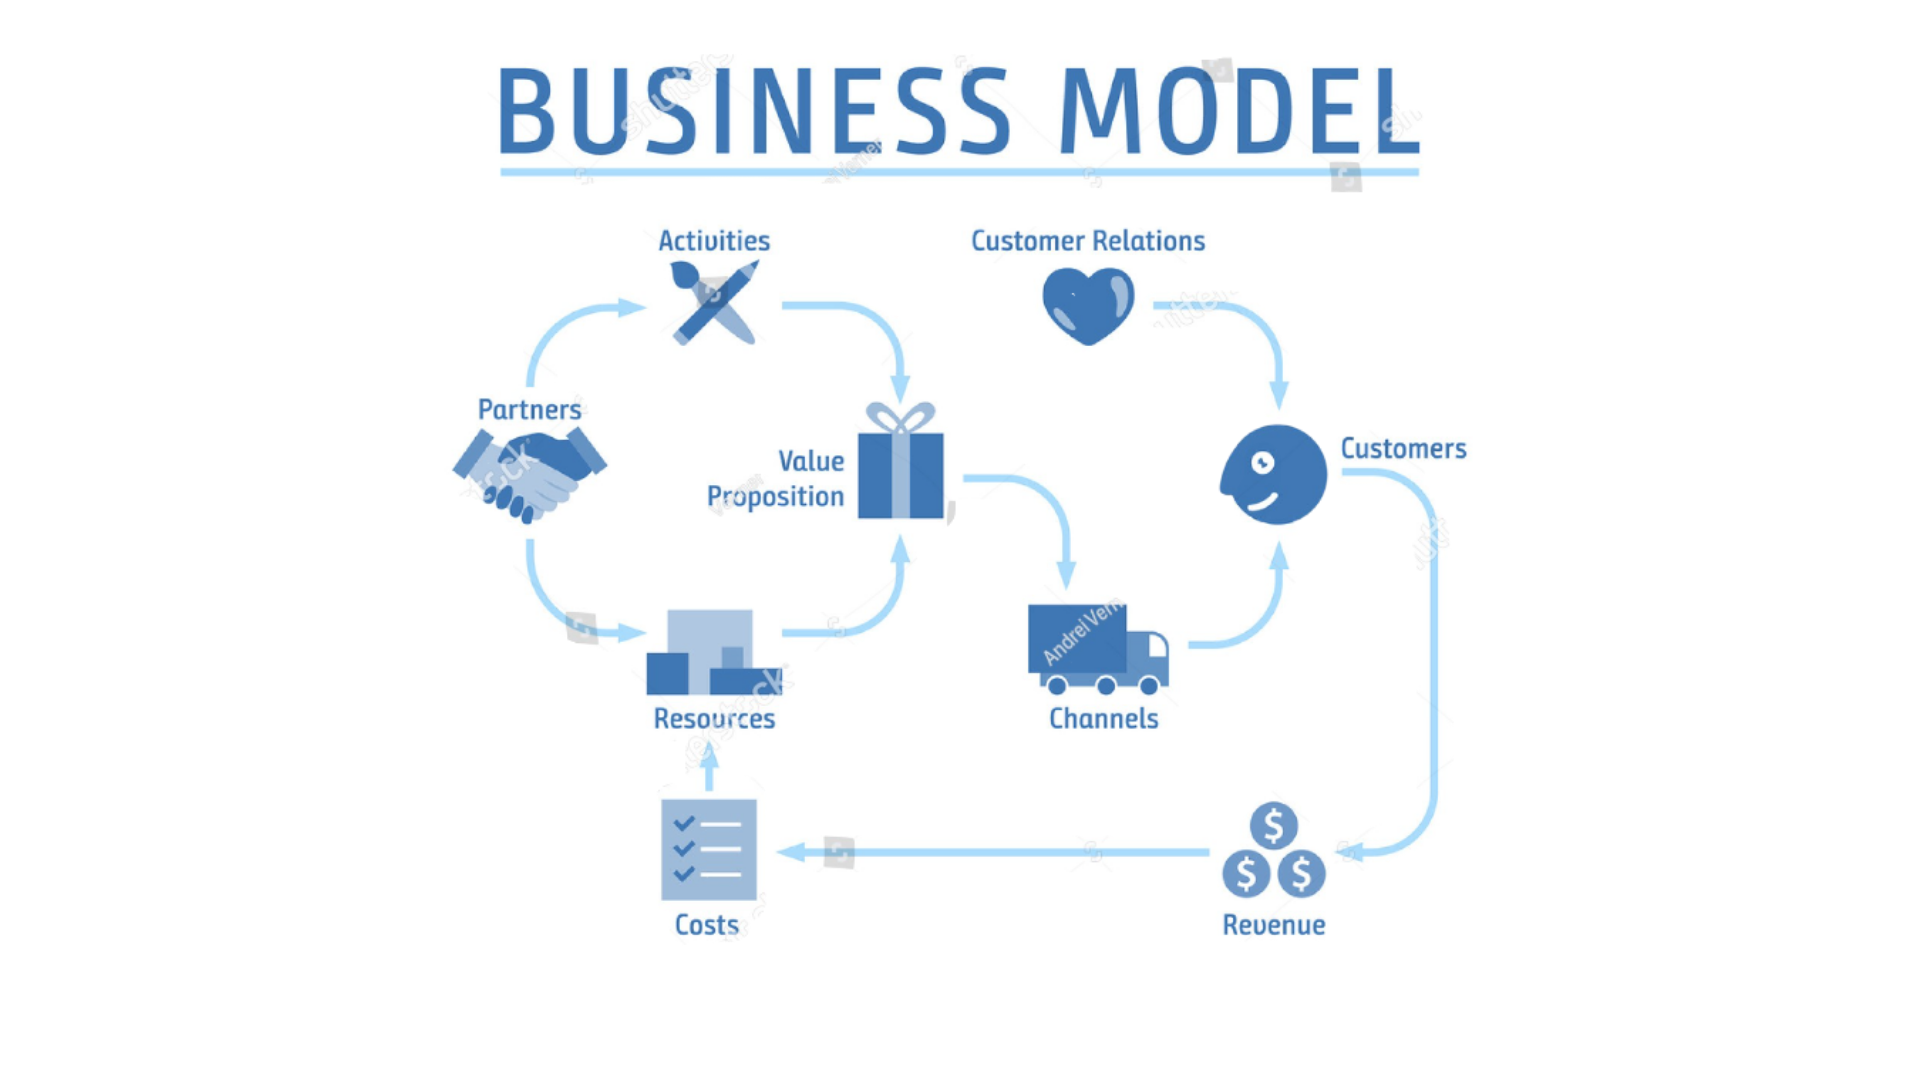 BUSINESS MODEL
Activities
Customer Relations
Partners
Customers
Value
Proposition
Andrei Vern
Resources
Channels
$
$ $
Costs
Revenue